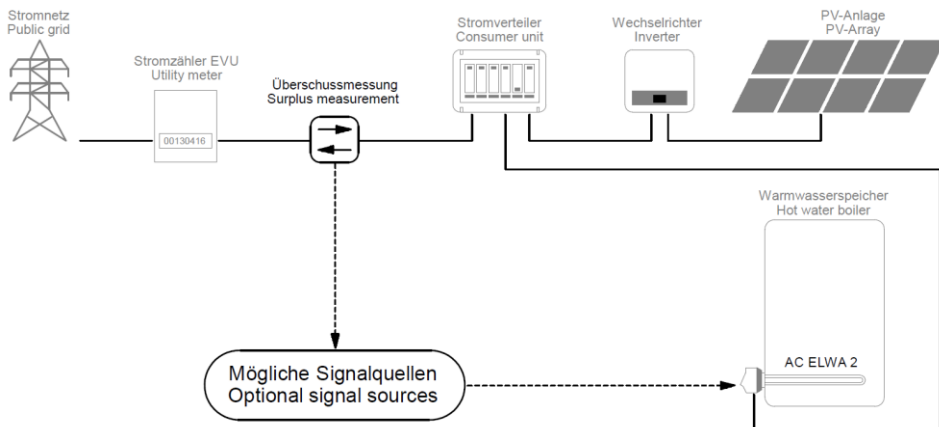 Stromnetz
Public grid
Stromzähler EVU
Utility meter
00130416
Überschussmessung
Surplus measurement
Stromverteiler
Consumer unit
Wechselrichter
Inverter
PV-Anlage
PV-Array
Warmwasserspeicher
Hot water boiler
AC ELWA 2
Mögliche Signalquellen
Optional signal sources